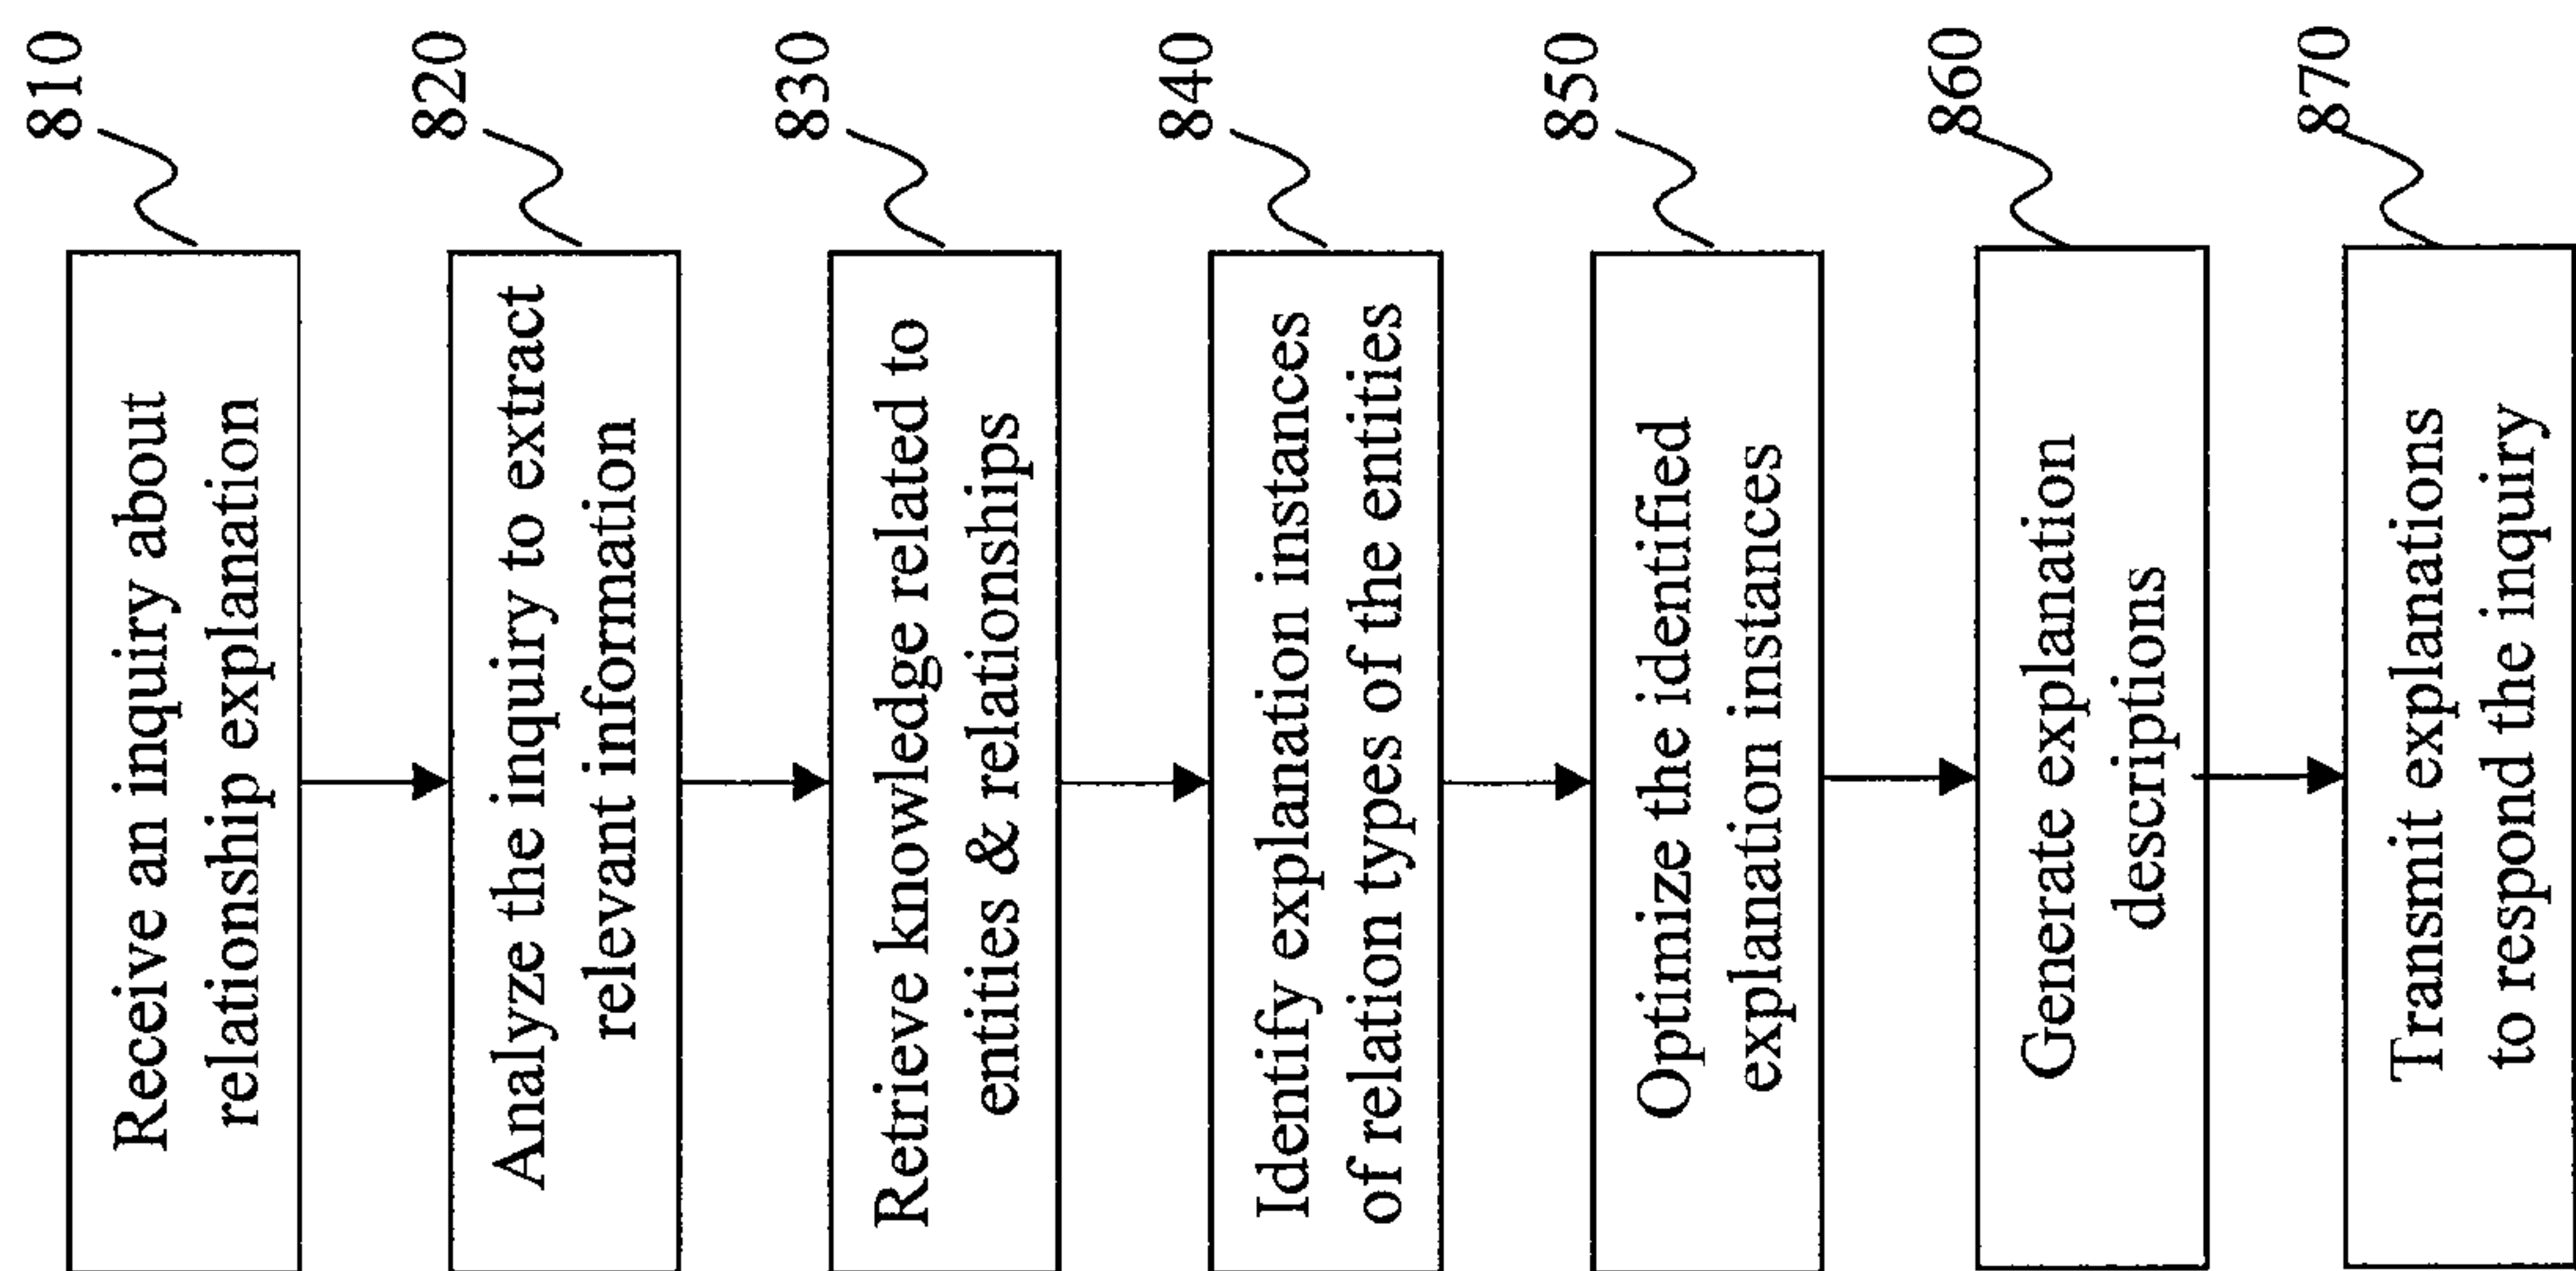 810
Receive an inquiry about
relationship explanation
820
Analyze the inquiry to extract
relevant information
830
Retrieve knowledge related to
entities & relationships
840
Identify explanation instances
of relation types of the entities
850
Optimize the identified
explanation instances
860
Generate explanation
descriptions
870
Transmit explanations
to respond the inquiry